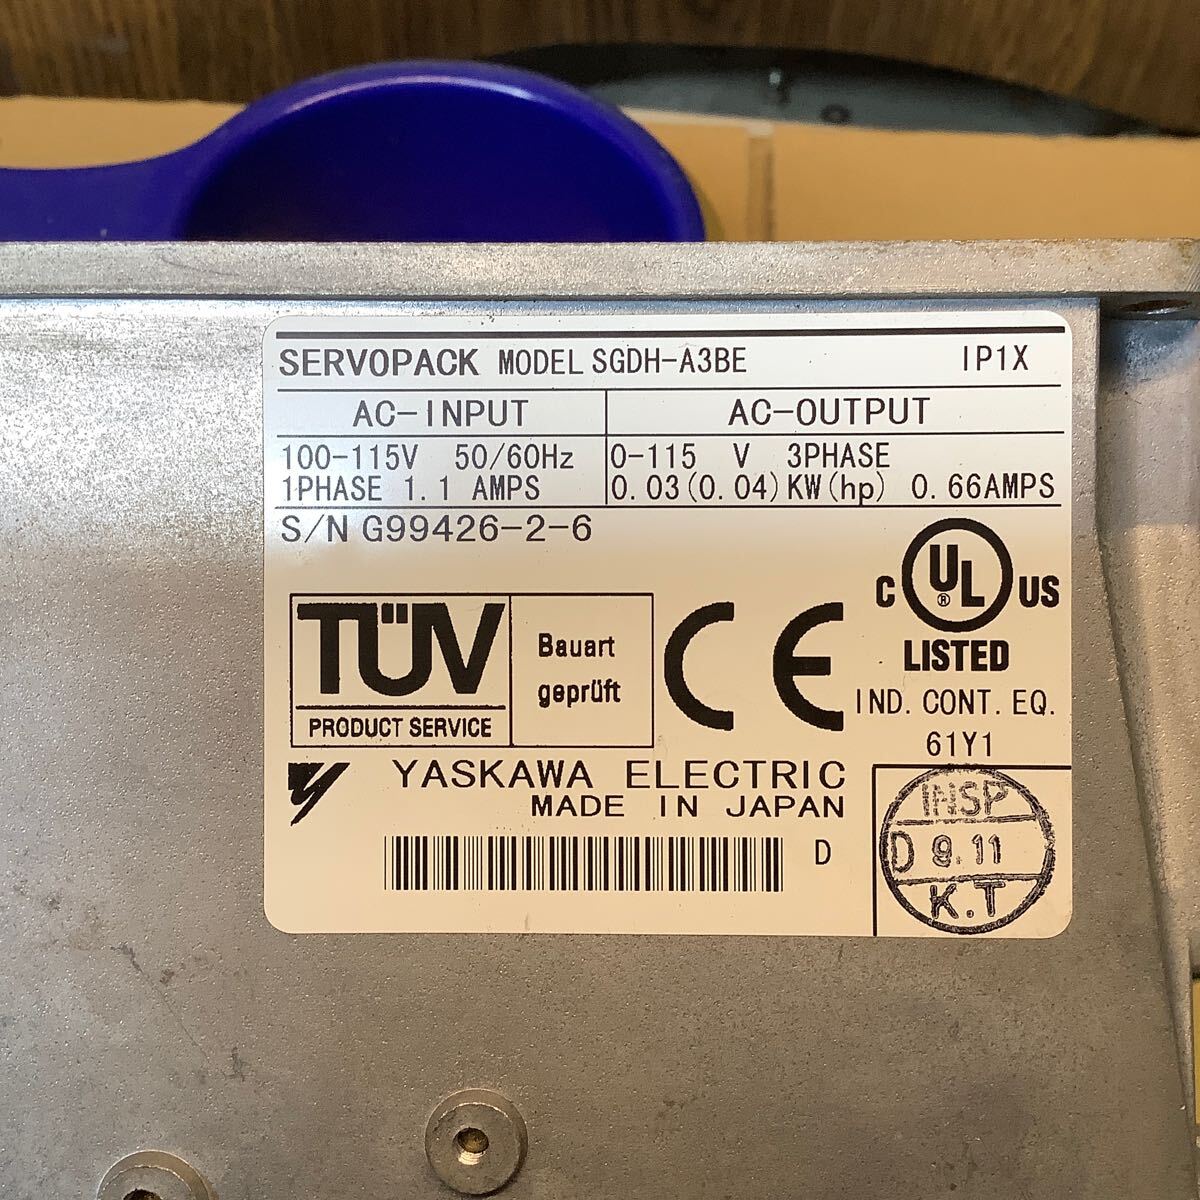 SERVOPACK MODEL SGDH-A3BE IP1X
AC-INPUT AC-OUTPUT
100-115V 50/60Hz 0-115 V 3PHASE
1PHASE 1.1 AMPS 0.03(0.04)KW(hp) 0.66AMPS
S/N G99426-2-6
C UL ® US
LISTED
IND. CONT. EQ.
61Y1
TÜV
PRODUCT SERVICE
Bauart
geprüft
CE
YASKAWA ELECTRIC
MADE IN JAPAN
D
INSP
D 9.11
K.T